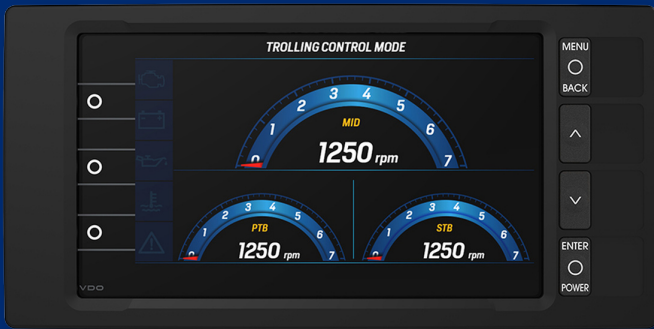 TROLLING CONTROL MODE
MENU
BACK
0 1 2 3 4 5 6 7
MID
1250 rpm
0 1 2 3 4 5 6 7
PTB
1250 rpm
0 1 2 3 4 5 6 7
STB
1250 rpm
ENTER
POWER
VDO